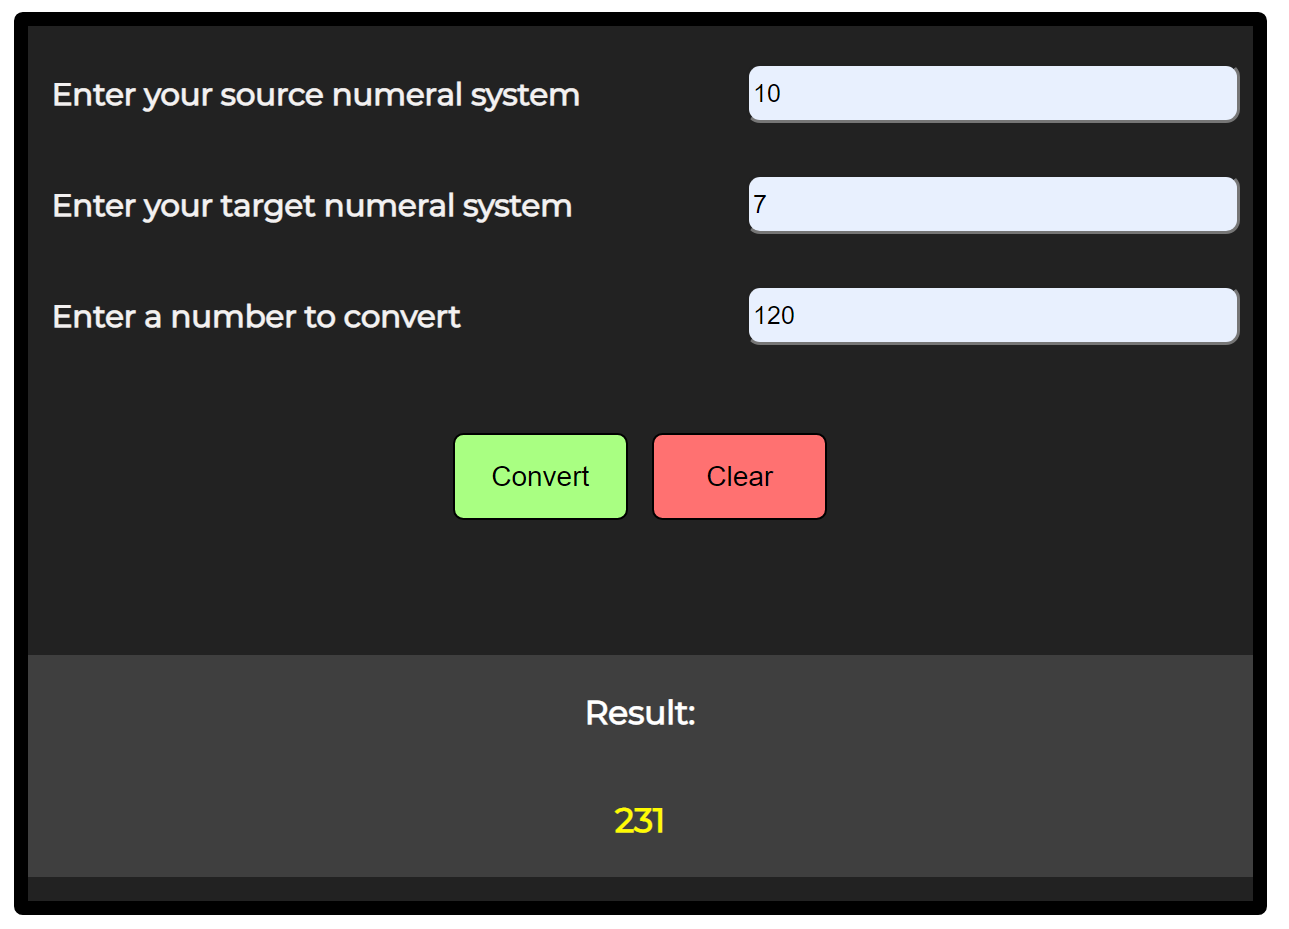 Enter your source numeral system 10
Enter your target numeral system 7
Enter a number to convert 120
Convert Clear
Result:
231